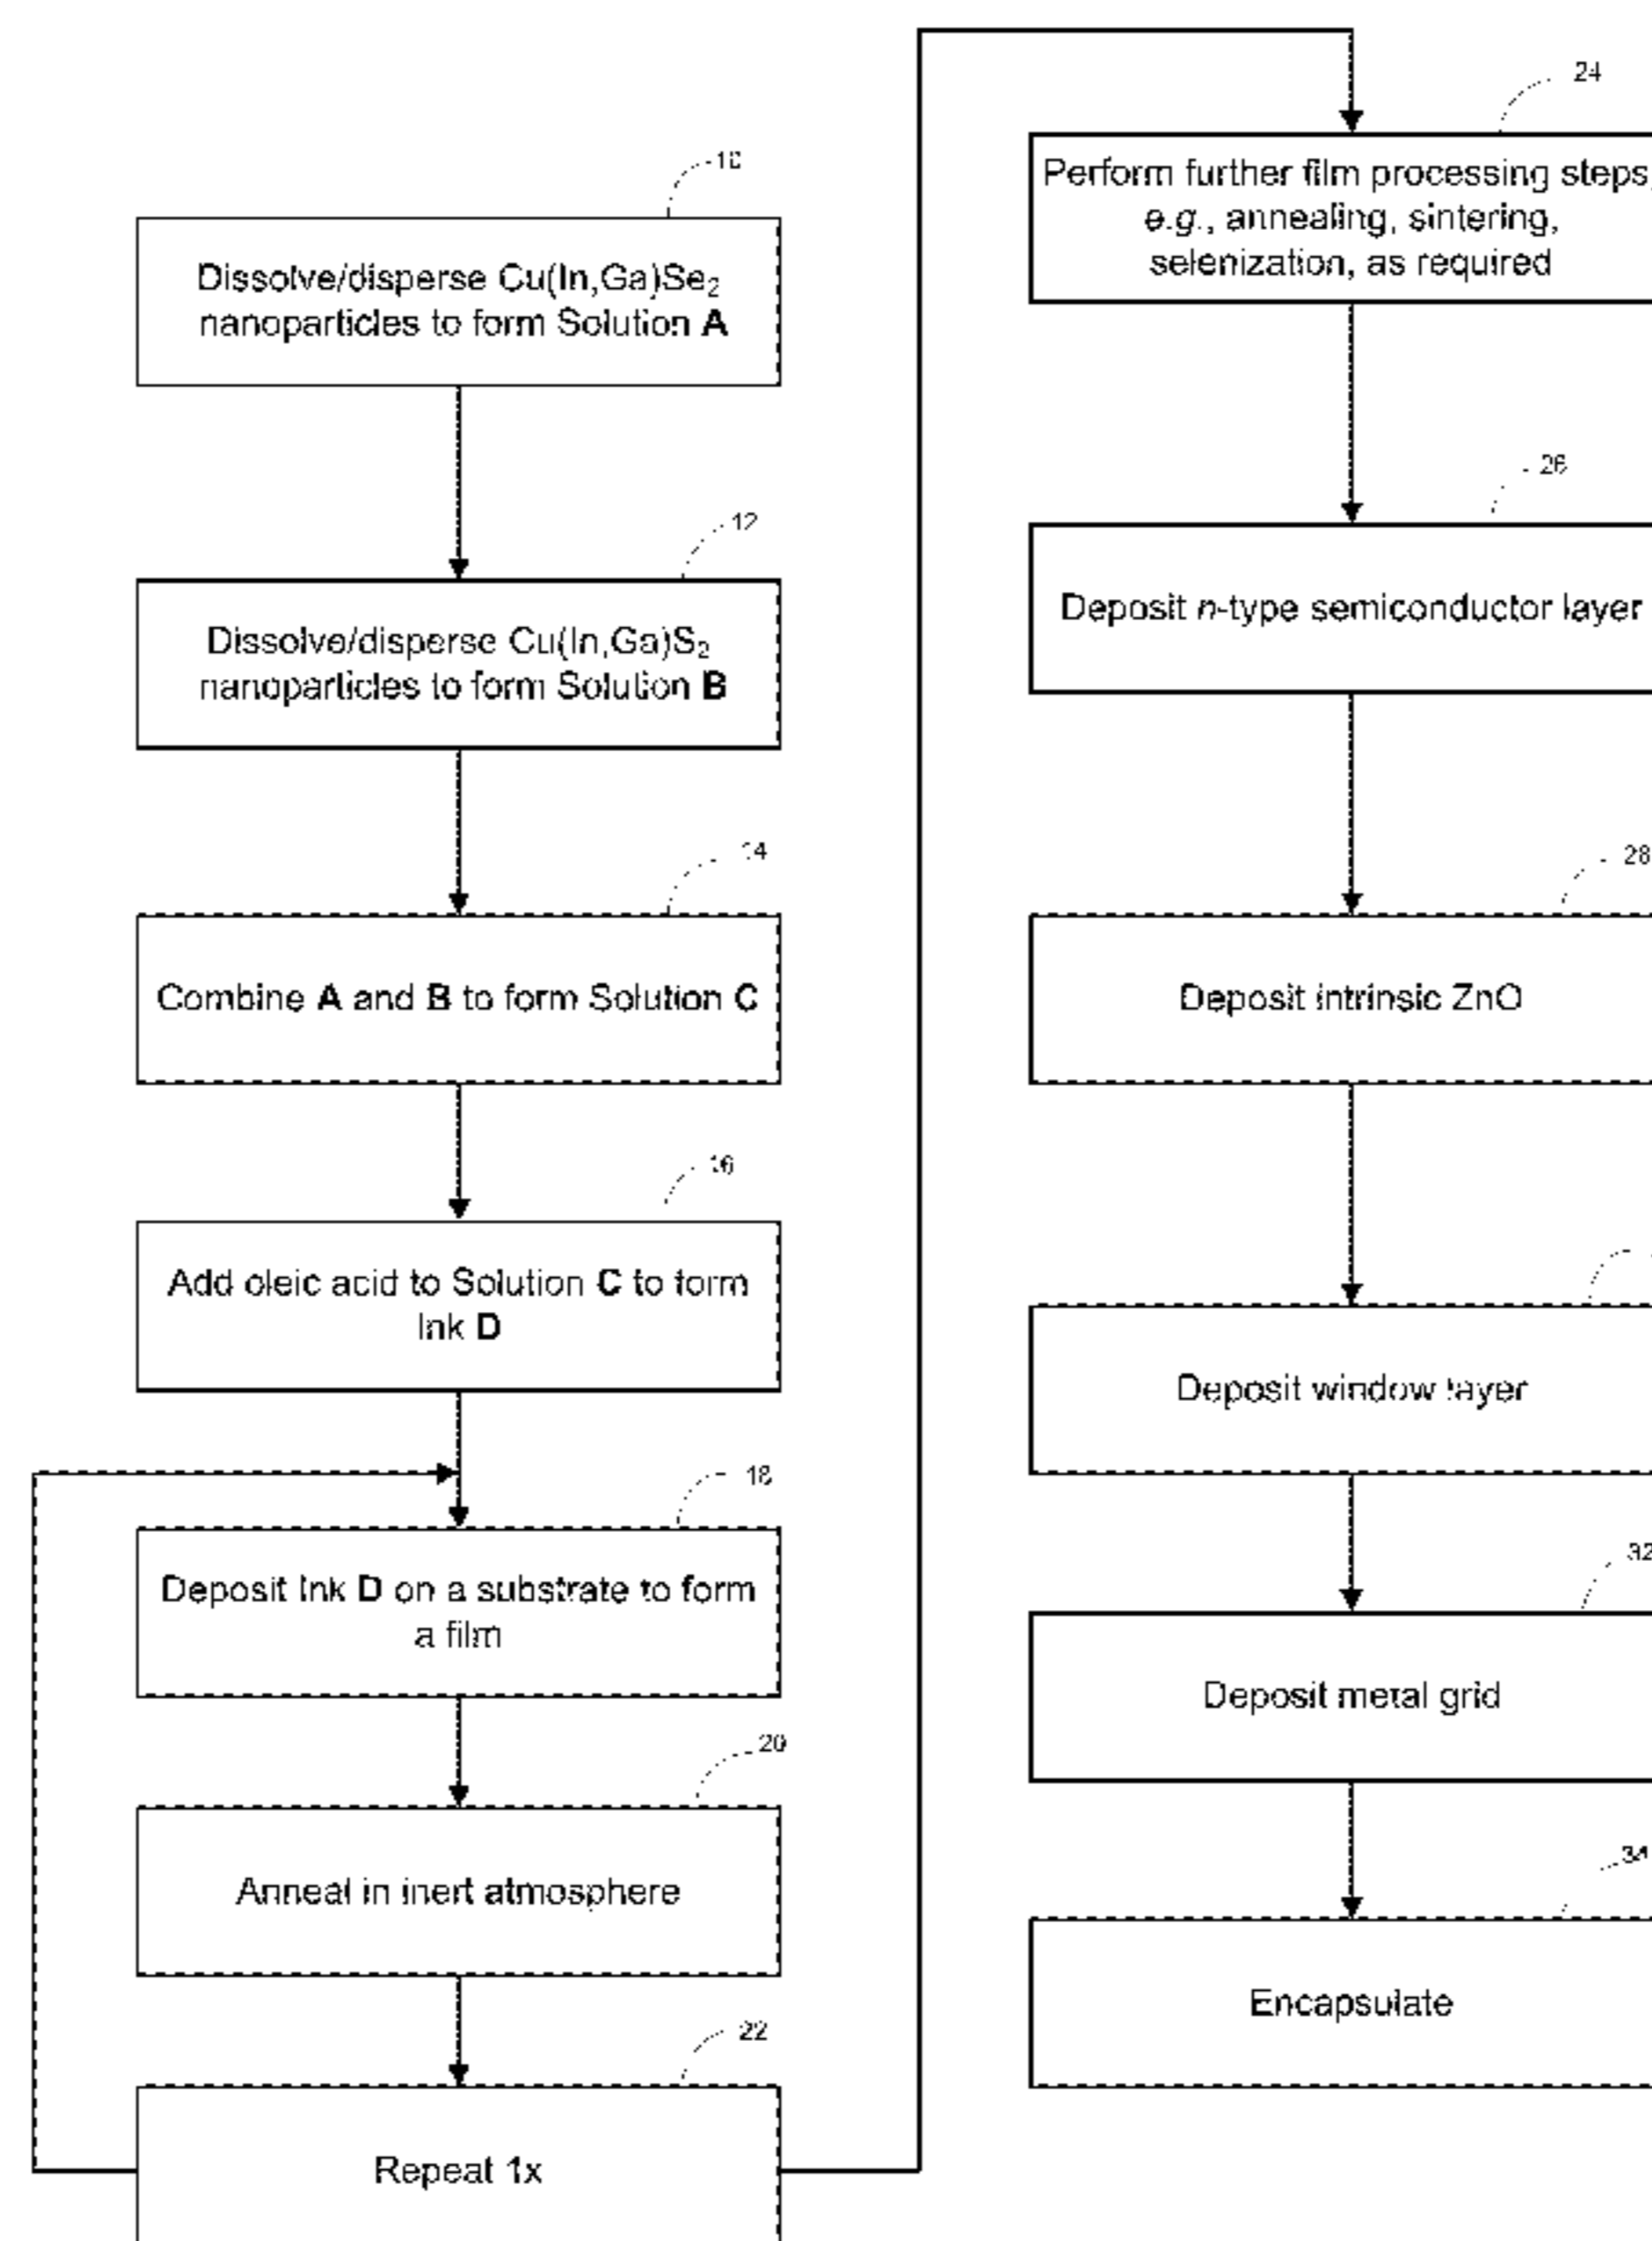 10
Dissolve/disperse Cu(In,Ga)Se₂
nanoparticles to form Solution A
12
Dissolve/disperse Cu(In,Ga)S₂
nanoparticles to form Solution B
14
Combine A and B to form Solution C
16
Add oleic acid to Solution C to form
Ink D
18
Deposit Ink D on a substrate to form
a film
20
Anneal in inert atmosphere
22
Repeat 1x
24
Perform further film processing steps,
e.g., annealing, sintering,
selenization, as required
26
Deposit n-type semiconductor layer
28
Deposit intrinsic ZnO
Deposit window layer
32
Deposit metal grid
34
Encapsulate